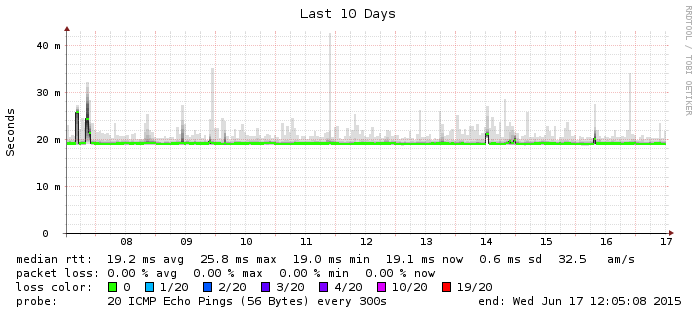 Last 10 Days
RRDTOOL / TOBI OETIKER
Seconds
40 m
30 m
20 m
10 m
0
08 09 10 11 12 13 14 15 16 17
median rtt: 19.2 ms avg 25.8 ms max 19.0 ms min 19.1 ms now 0.6 ms sd 32.5 am/s
packet loss: 0.00 % avg 0.00 % max 0.00 % min 0.00 % now
loss color: 0 1/20 2/20 3/20 4/20 10/20 19/20
probe: 20 ICMP Echo Pings (56 Bytes) every 300s end: Wed Jun 17 12:05:08 2015